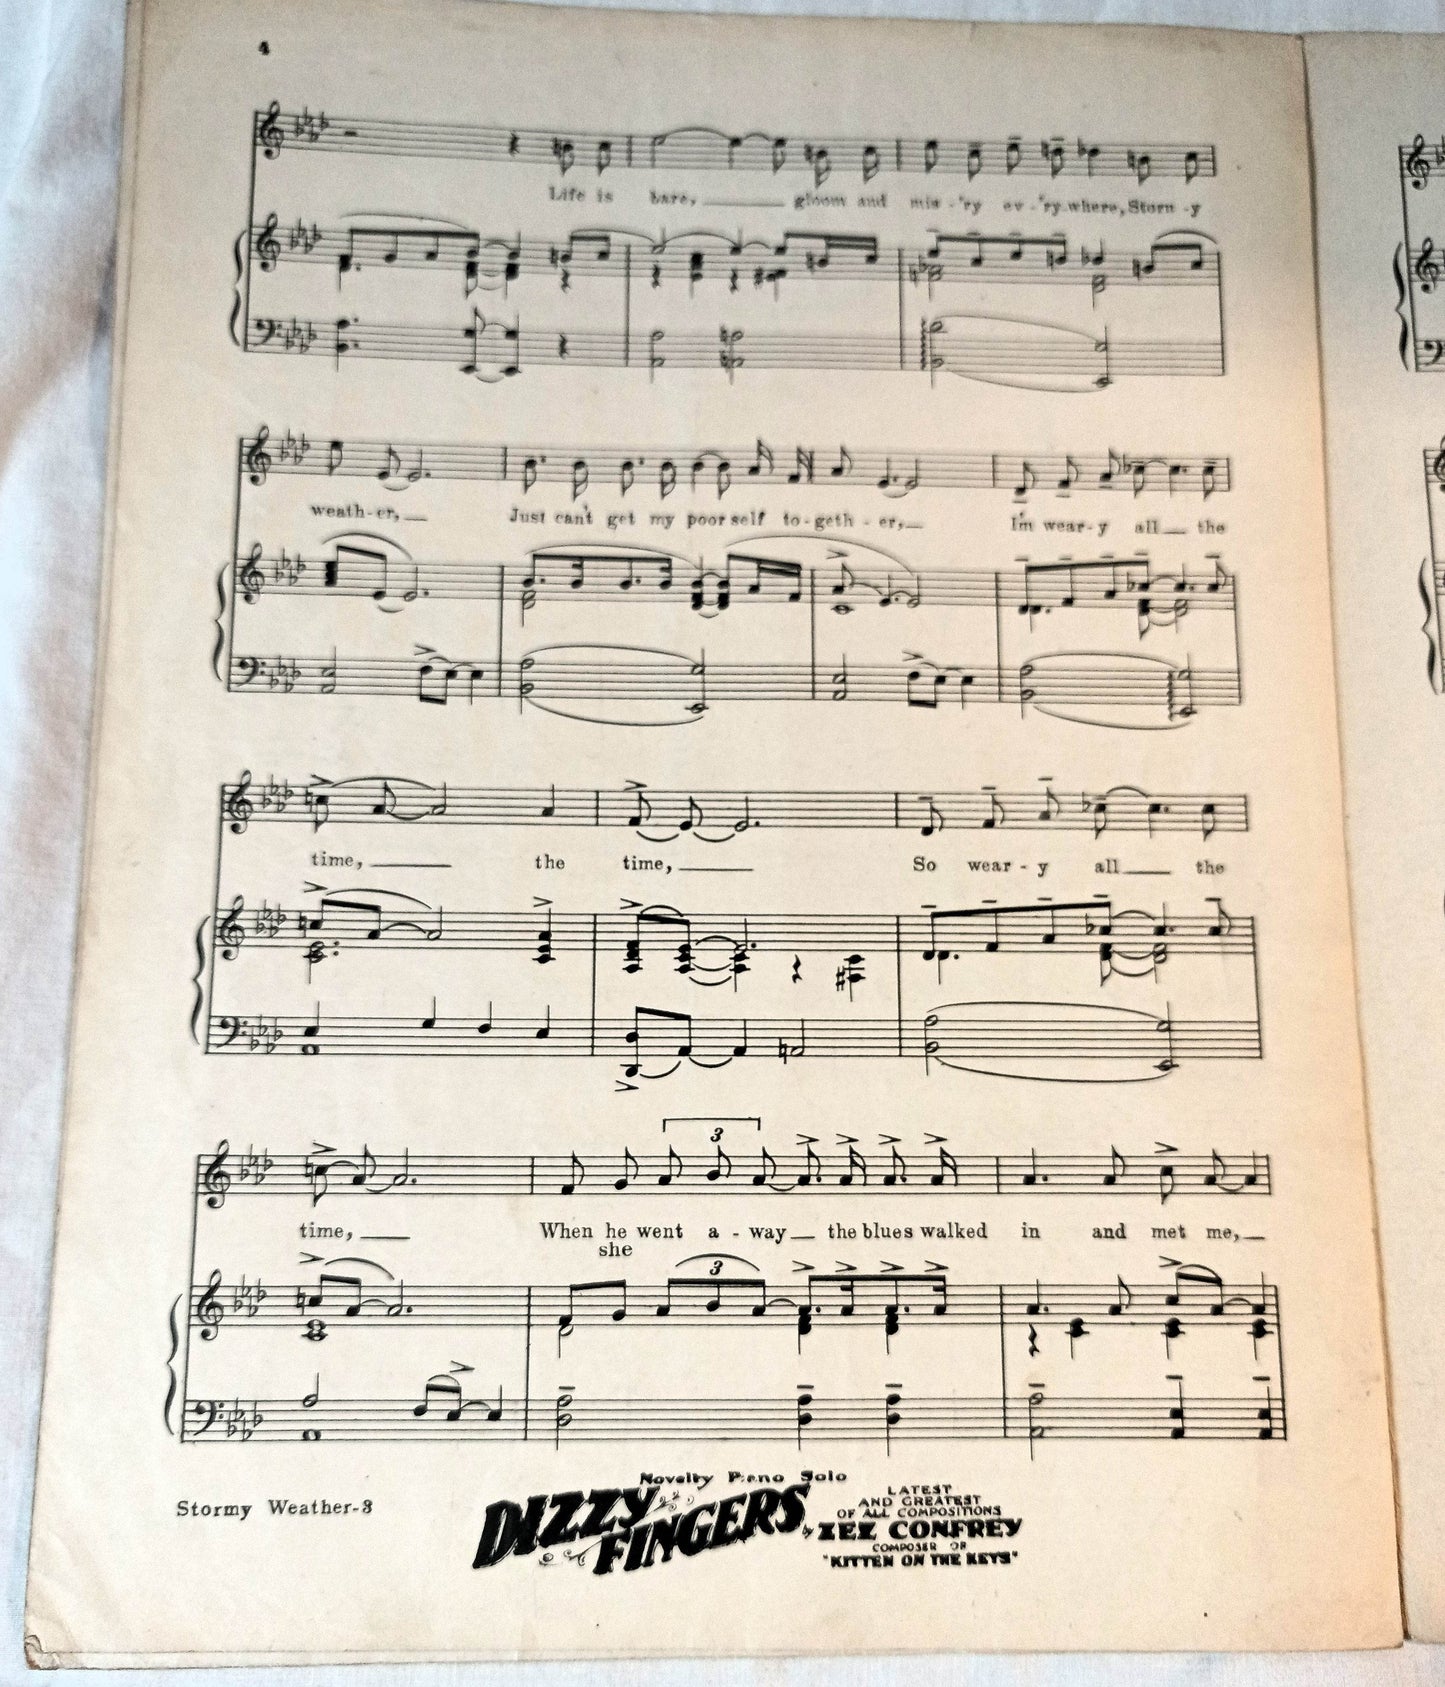 4
Life is bare, gloom and mis-'ry ev-'ry-where, Storm-y
weath-er, Just can't get my poor self to-geth-er, I'm wear-y all the
time, the time, So wear-y all the
3
time, When he went a-way the blues walked in and met me,
she
3
Novelty Piano Solo
DIZZY FINGERS by
LATEST
AND GREATEST
OF ALL COMPOSITIONS
ZEZ CONFREY
COMPOSER OF
"KITTEN ON THE KEYS"
Stormy Weather-3